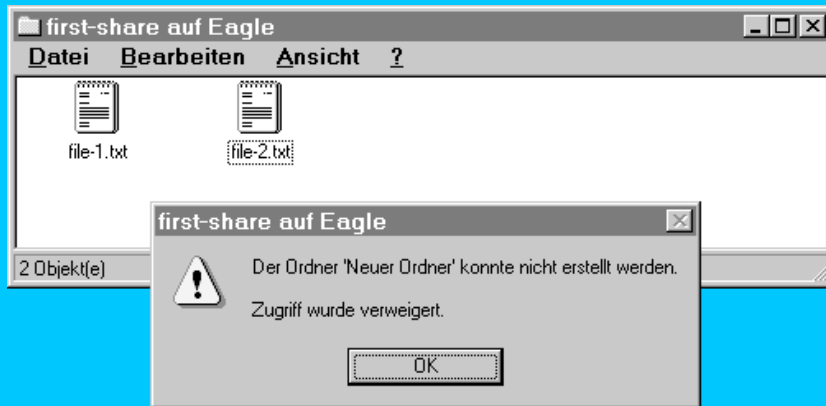 first-share auf Eagle
Datei Bearbeiten Ansicht ?
file-1.txt file-2.txt
2 Objekt(e)
first-share auf Eagle
Der Ordner 'Neuer Ordner' konnte nicht erstellt werden.
Zugriff wurde verweigert.
OK